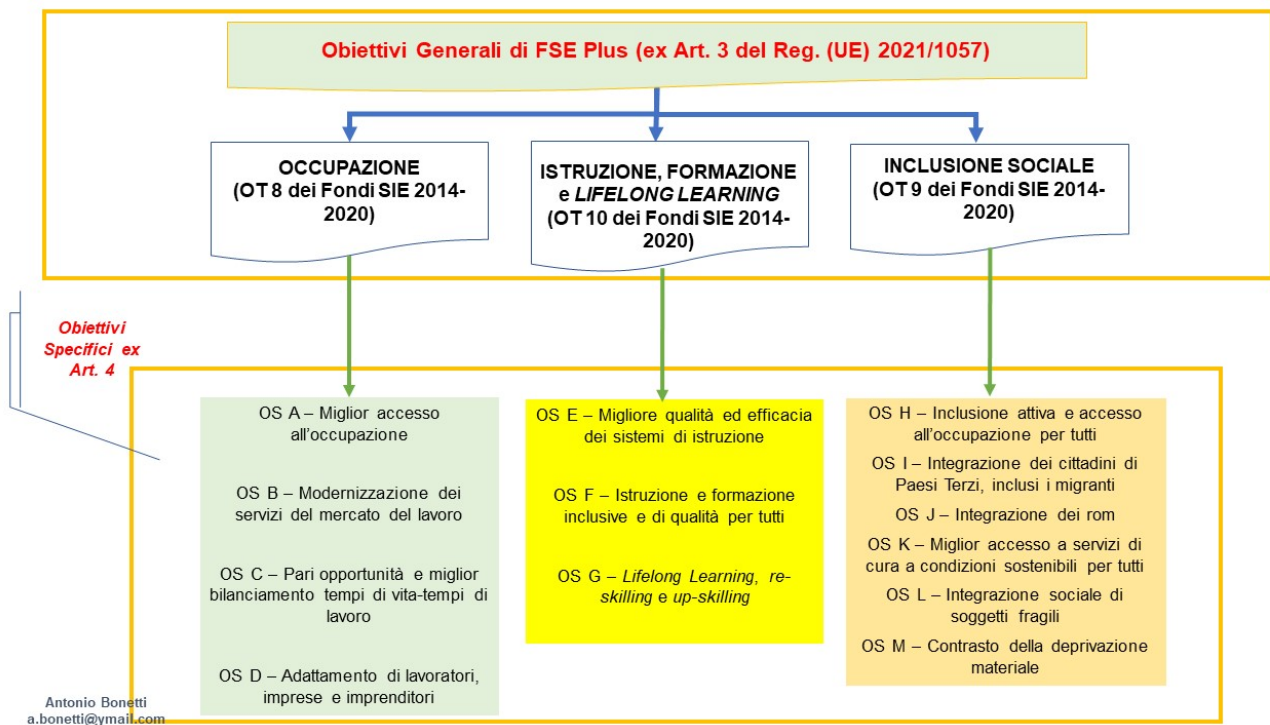 Obiettivi Generali di FSE Plus (ex Art. 3 del Reg. (UE) 2021/1057)
OCCUPAZIONE
(OT 8 dei Fondi SIE 2014-
2020)
ISTRUZIONE, FORMAZIONE
e LIFELONG LEARNING
(OT 10 dei Fondi SIE 2014-
2020)
INCLUSIONE SOCIALE
(OT 9 dei Fondi SIE 2014-
2020)
Obiettivi
Specifici ex
Art. 4
OS A – Miglior accesso
all'occupazione
OS B – Modernizzazione dei
servizi del mercato del lavoro
OS C – Pari opportunità e miglior
bilanciamento tempi di vita-tempi di
lavoro
OS D – Adattamento di lavoratori,
imprese e imprenditori
OS E – Migliore qualità ed efficacia
dei sistemi di istruzione
OS F – Istruzione e formazione
inclusive e di qualità per tutti
OS G – Lifelong Learning, re-
skilling e up-skilling
OS H – Inclusione attiva e accesso
all'occupazione per tutti
OS I – Integrazione dei cittadini di
Paesi Terzi, inclusi i migranti
OS J – Integrazione dei rom
OS K – Miglior accesso a servizi di
cura a condizioni sostenibili per tutti
OS L – Integrazione sociale di
soggetti fragili
OS M – Contrasto della deprivazione
materiale
Antonio Bonetti
a.bonetti@ymail.com